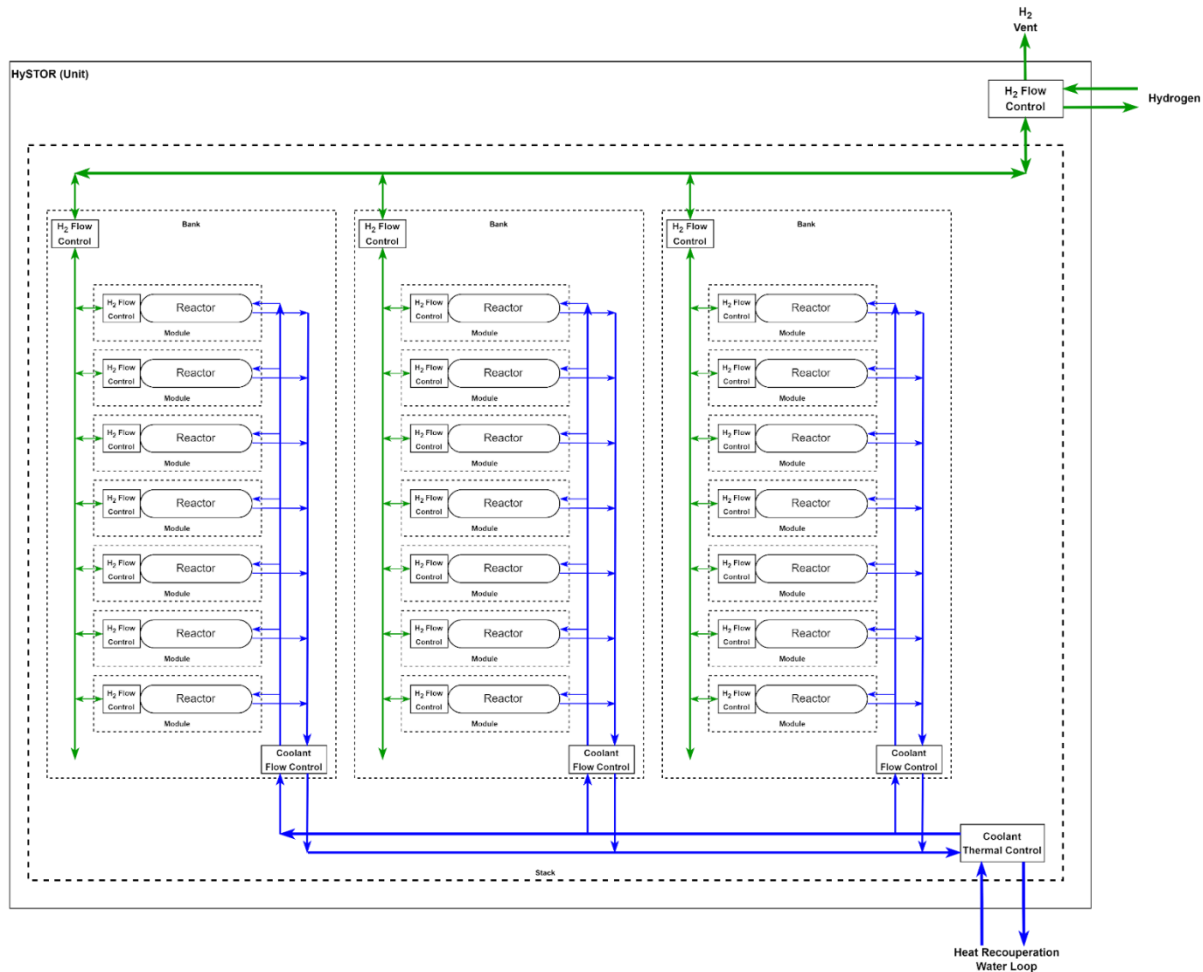 H2
Vent
HySTOR (Unit)
H2 Flow
Control
Hydrogen
Bank
Bank
Bank
H2 Flow
Control
H2 Flow
Control
H2 Flow
Control
H2 Flow
Control
Reactor
Module
H2 Flow
Control
Reactor
Module
H2 Flow
Control
Reactor
Module
H2 Flow
Control
Reactor
Module
H2 Flow
Control
Reactor
Module
H2 Flow
Control
Reactor
Module
H2 Flow
Control
Reactor
Module
H2 Flow
Control
Reactor
Module
H2 Flow
Control
Reactor
Module
H2 Flow
Control
Reactor
Module
H2 Flow
Control
Reactor
Module
H2 Flow
Control
Reactor
Module
H2 Flow
Control
Reactor
Module
H2 Flow
Control
Reactor
Module
H2 Flow
Control
Reactor
Module
H2 Flow
Control
Reactor
Module
H2 Flow
Control
Reactor
Module
H2 Flow
Control
Reactor
Module
H2 Flow
Control
Reactor
Module
H2 Flow
Control
Reactor
Module
H2 Flow
Control
Reactor
Module
Coolant
Flow Control
Coolant
Flow Control
Coolant
Flow Control
Coolant
Thermal Control
Stack
Heat Recouperation
Water Loop